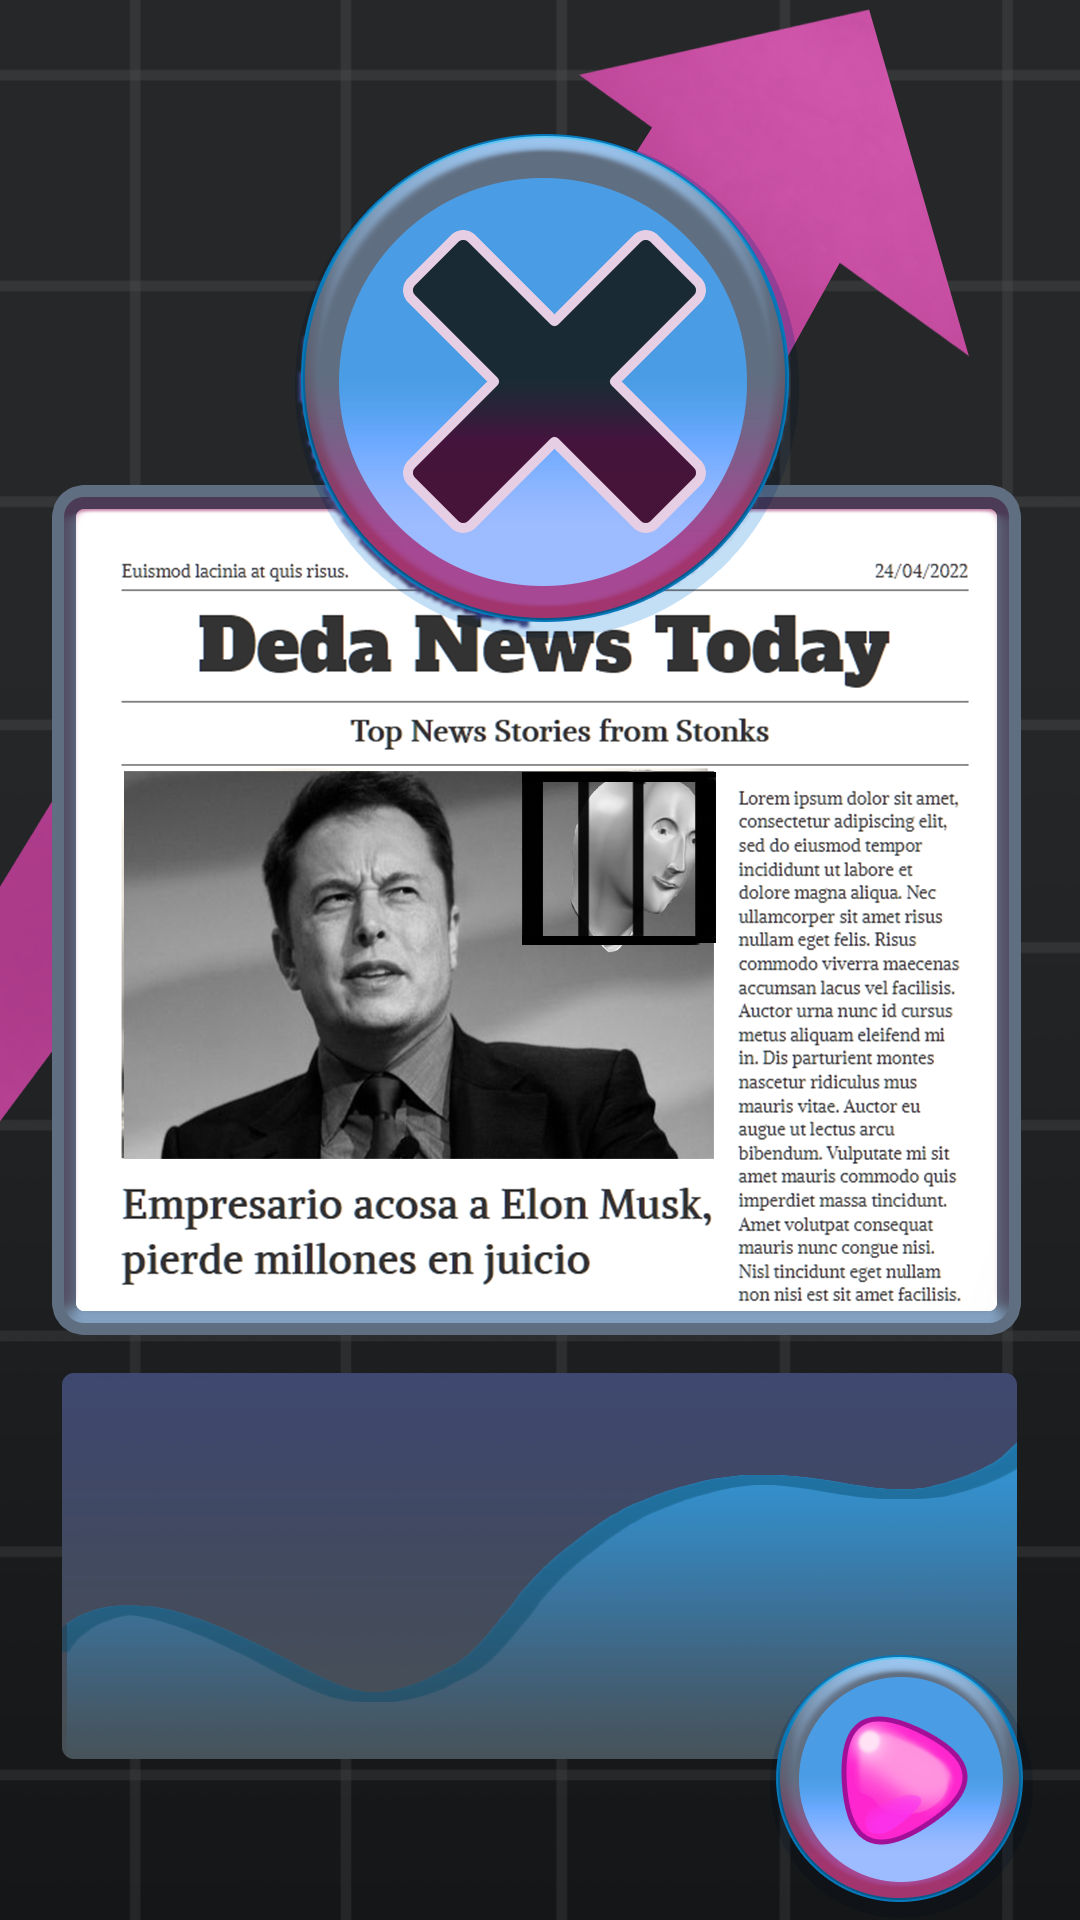 Euismod lacinia at quis risus.
24/04/2022
Deda News Today
Top News Stories from Stonks
Lorem ipsum dolor sit amet,
consectetur adipiscing elit,
sed do eiusmod tempor
incididunt ut labore et
dolore magna aliqua. Nec
ullamcorper sit amet risus
nullam eget felis. Risus
commodo viverra maecenas
accumsan lacus vel facilisis.
Auctor urna nunc id cursus
metus aliquam eleifend mi
in. Dis parturient montes
nascetur ridiculus mus
mauris vitae. Auctor eu
augue ut lectus arcu
bibendum. Vulputate mi sit
amet mauris commodo quis
imperdiet massa tincidunt.
Amet volutpat consequat
mauris nunc congue nisi.
Nisl tincidunt eget nullam
non nisi est sit amet facilisis.
Empresario acosa a Elon Musk,
pierde millones en juicio